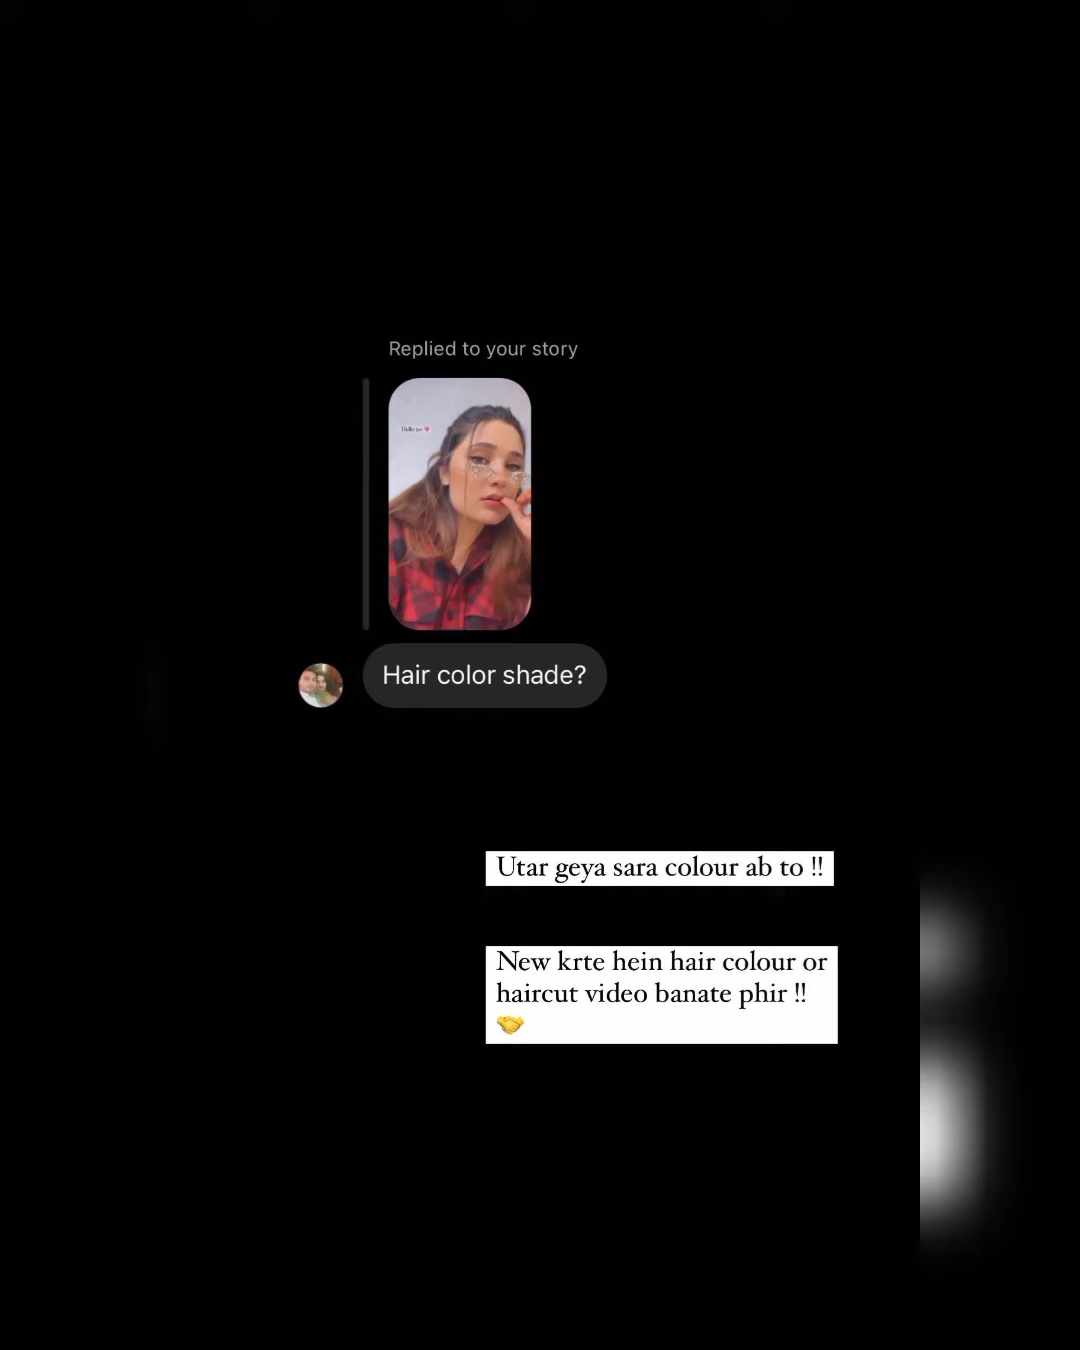 Replied to your story
Hair color shade?
Utar geya sara colour ab to !!
New krte hein hair colour or
haircut video banate phir !!
🤝